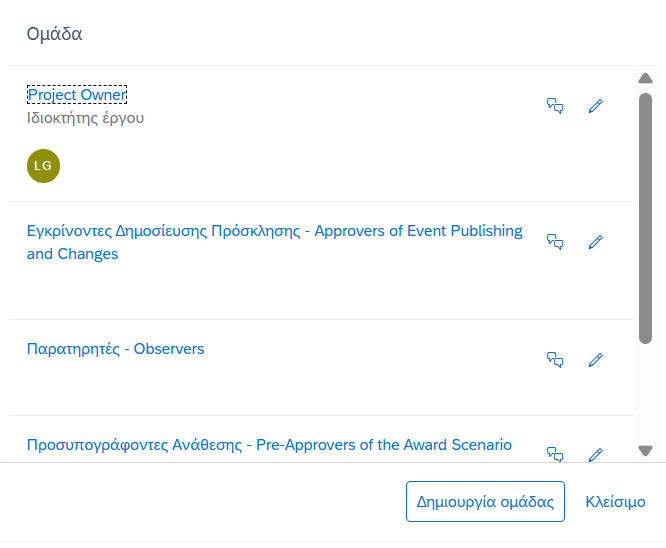 Ομάδα
Project Owner
Ιδιοκτήτης έργου
LG
Εγκρίνοντες Δημοσίευσης Πρόσκλησης - Approvers of Event Publishing
and Changes
Παρατηρητές - Observers
Προσυπογράφοντες Ανάθεσης - Pre-Approvers of the Award Scenario
Δημιουργία ομάδας
Κλείσιμο